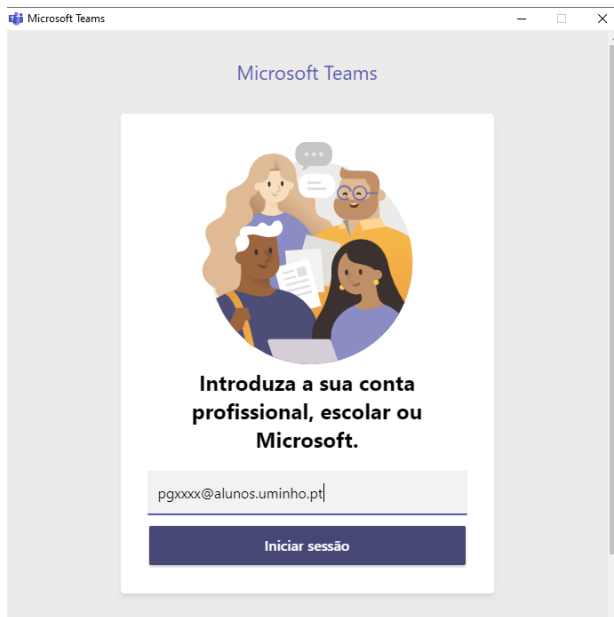 Microsoft Teams
Microsoft Teams
Introduza a sua conta
profissional, escolar ou
Microsoft.
pgxxxx@alunos.uminho.pt
Iniciar sessão